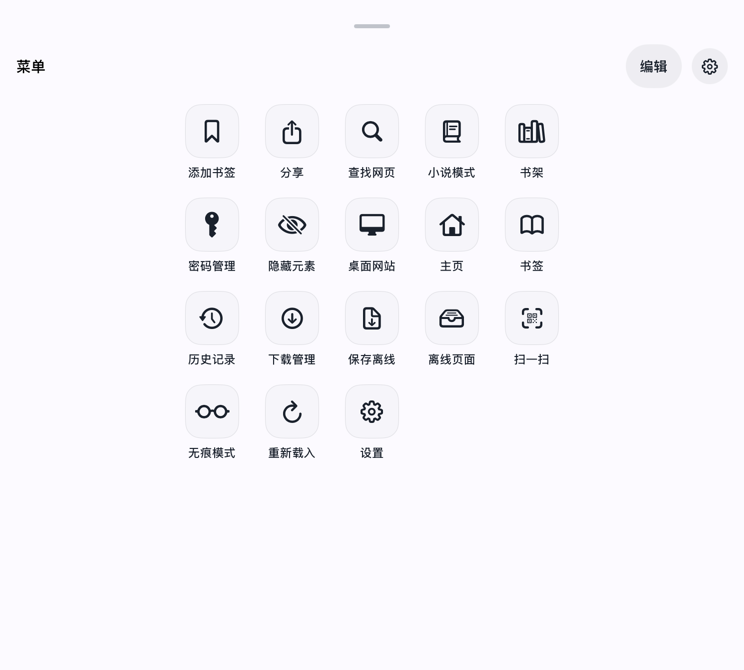 菜单
编辑
添加书签 分享 查找网页 小说模式 书架
密码管理 隐藏元素 桌面网站 主页 书签
历史记录 下载管理 保存离线 离线页面 扫一扫
无痕模式 重新载入 设置